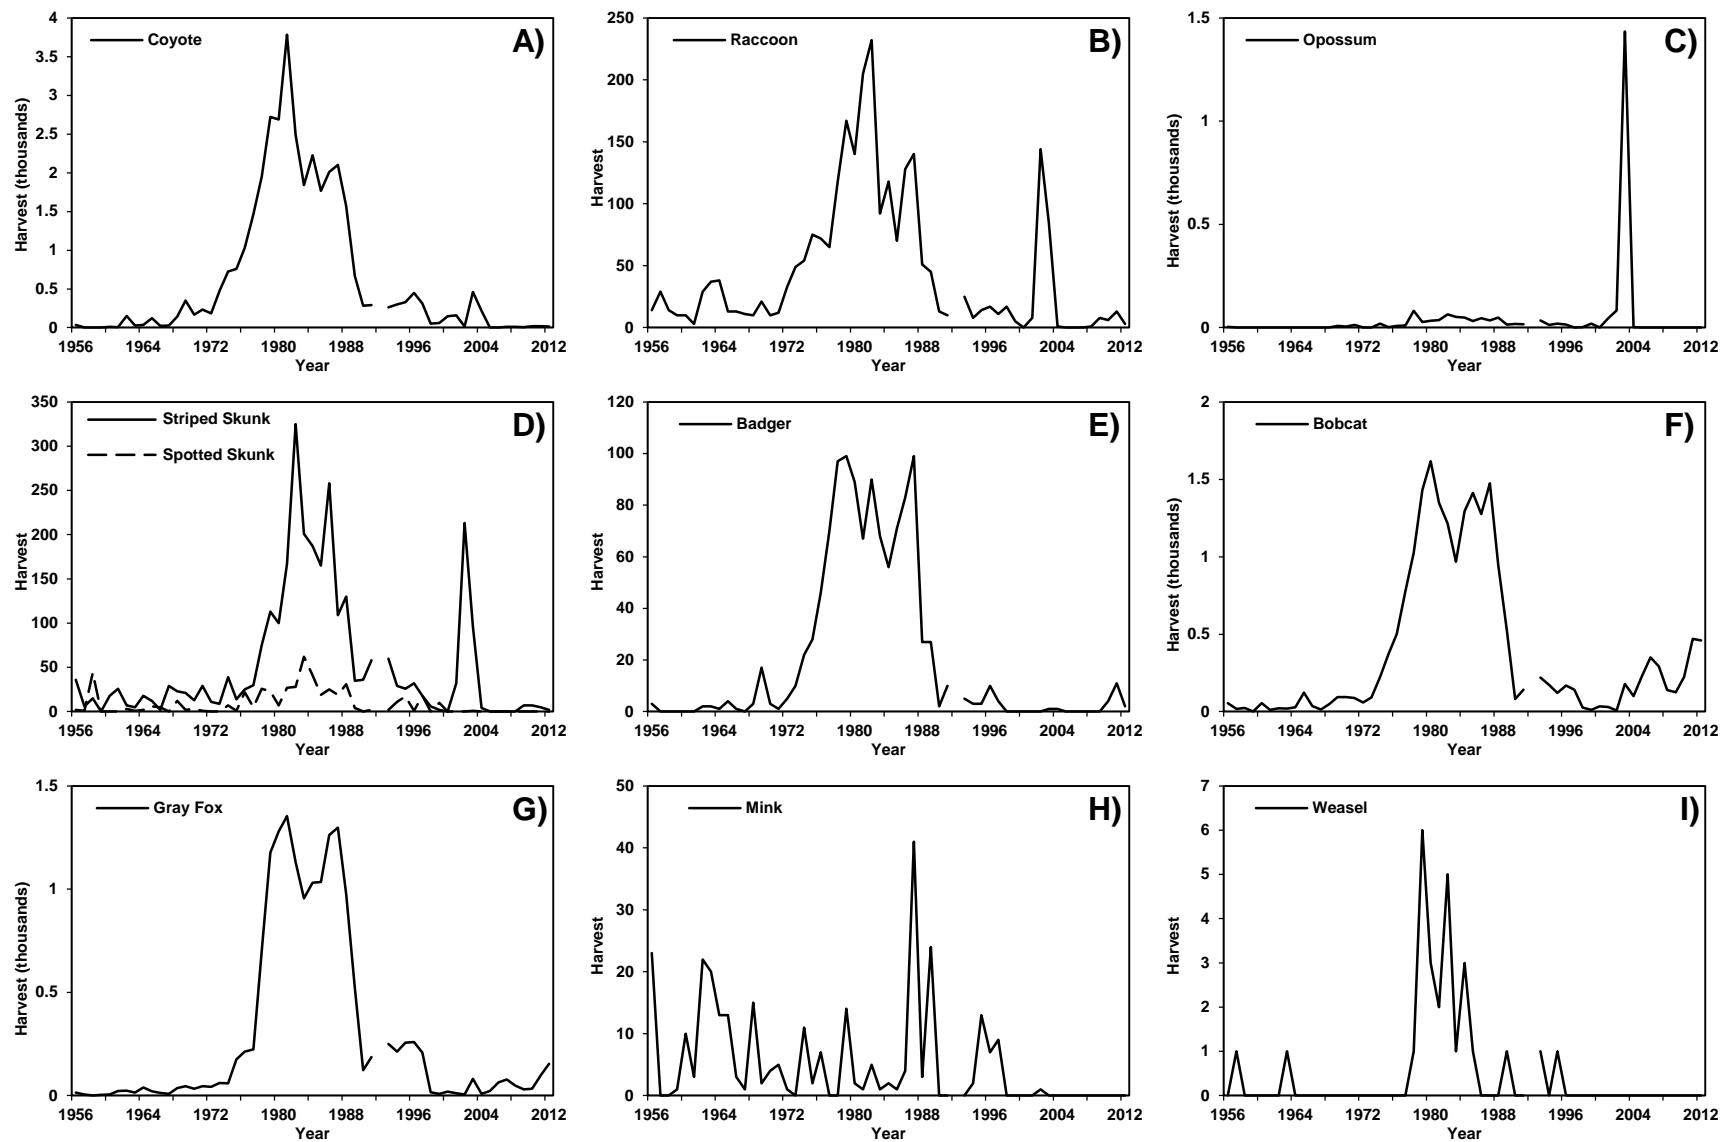 Coyote
A)
Harvest (thousands)
4
3.5
3
2.5
2
1.5
1
0.5
0
1956 1964 1972 1980 1988 1996 2004 2012
Year
Raccoon
B)
Harvest
250
200
150
100
50
0
1956 1964 1972 1980 1988 1996 2004 2012
Year
Opossum
C)
Harvest (thousands)
1.5
1
0.5
0
1956 1964 1972 1980 1988 1996 2004 2012
Year
Striped Skunk
Spotted Skunk
D)
Harvest
350
300
250
200
150
100
50
0
1956 1964 1972 1980 1988 1996 2004 2012
Year
Badger
E)
Harvest
120
100
80
60
40
20
0
1956 1964 1972 1980 1988 1996 2004 2012
Year
Bobcat
F)
Harvest (thousands)
2
1.5
1
0.5
0
1956 1964 1972 1980 1988 1996 2004 2012
Year
Gray Fox
G)
Harvest (thousands)
1.5
1
0.5
0
1956 1964 1972 1980 1988 1996 2004 2012
Year
Mink
H)
Harvest
50
40
30
20
10
0
1956 1964 1972 1980 1988 1996 2004 2012
Year
Weasel
I)
Harvest
7
6
5
4
3
2
1
0
1956 1964 1972 1980 1988 1996 2004 2012
Year